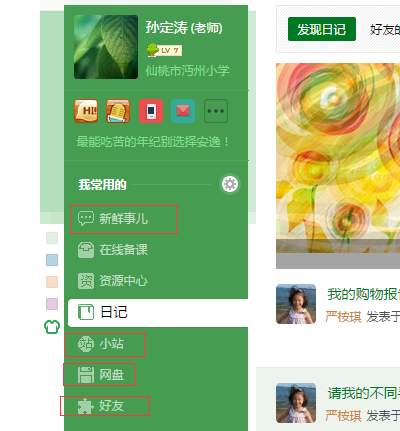 孙定涛 (老师)
LV 7
仙桃市沔州小学
Hi
最能吃苦的年纪别选择安逸！
我常用的
新鲜事儿
在线备课
资源中心
日记
小站
网盘
好友
发现日记 好友的
我的购物报告
严桉琪 发表于
请我的不同
严桉琪 发表于